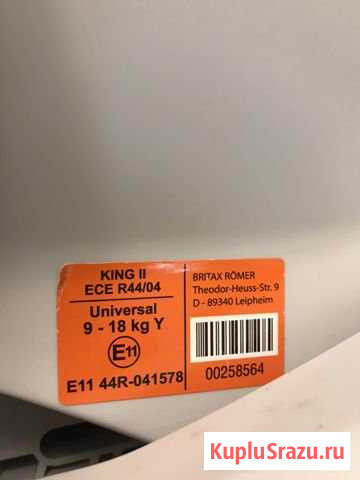 KING II
ECE R44/04
Universal
9 - 18 kg Y
E11
E11 44R-041578
BRITAX RÖMER
Theodor-Heuss-Str. 9
D - 89340 Leipheim
00258564
KupluSrazu.ru